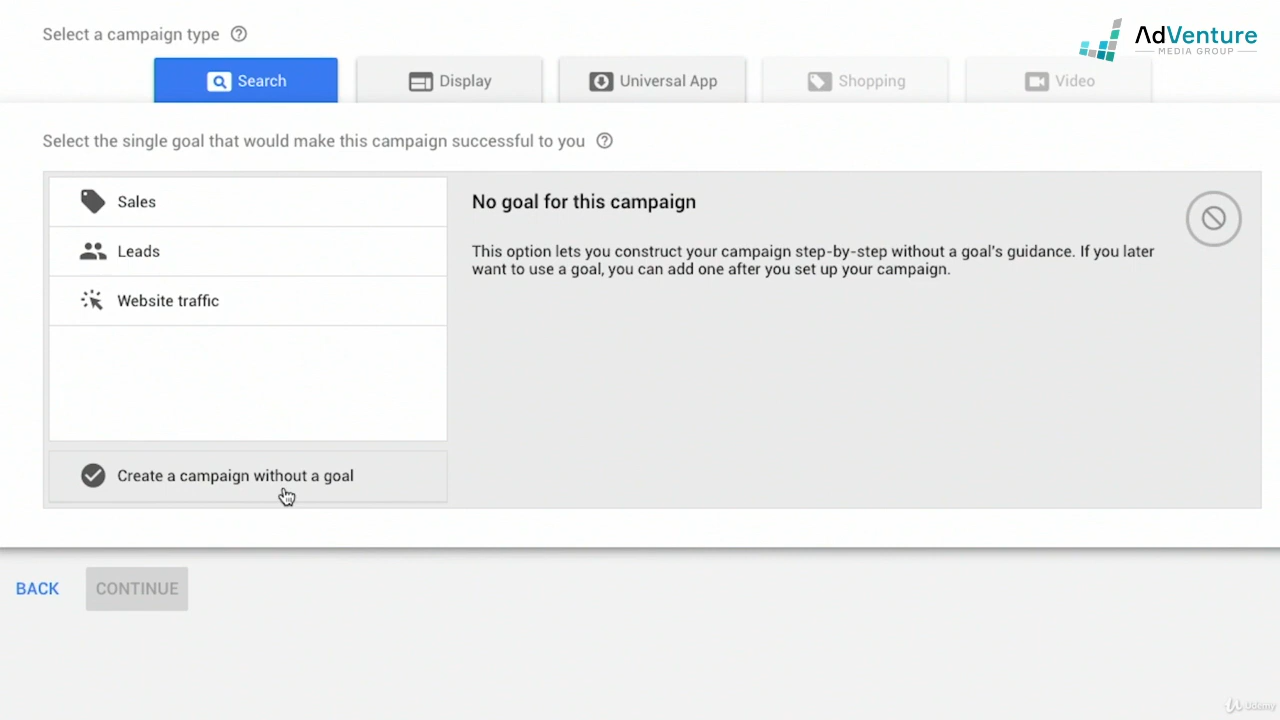 Select a campaign type
AdVenture
MEDIA GROUP
Search
Display
Universal App
Shopping
Video
Select the single goal that would make this campaign successful to you
Sales
Leads
Website traffic
Create a campaign without a goal
No goal for this campaign
This option lets you construct your campaign step-by-step without a goal's guidance. If you later
want to use a goal, you can add one after you set up your campaign.
BACK
CONTINUE
Udemy